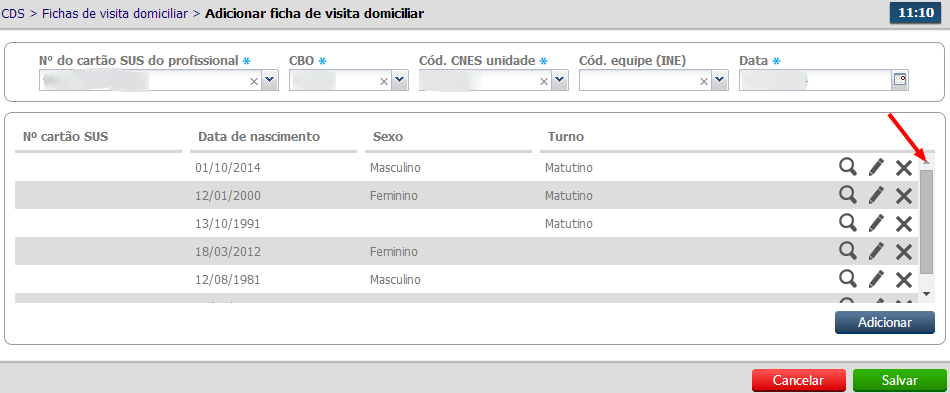 CDS > Fichas de visita domiciliar > Adicionar ficha de visita domiciliar 11:10
Nº do cartão SUS do profissional * CBO * Cód. CNES unidade * Cód. equipe (INE) Data *
Nº cartão SUS Data de nascimento Sexo Turno
01/10/2014 Masculino Matutino
12/01/2000 Feminino Matutino
13/10/1991 Matutino
18/03/2012 Feminino
12/08/1981 Masculino
Adicionar
Cancelar Salvar